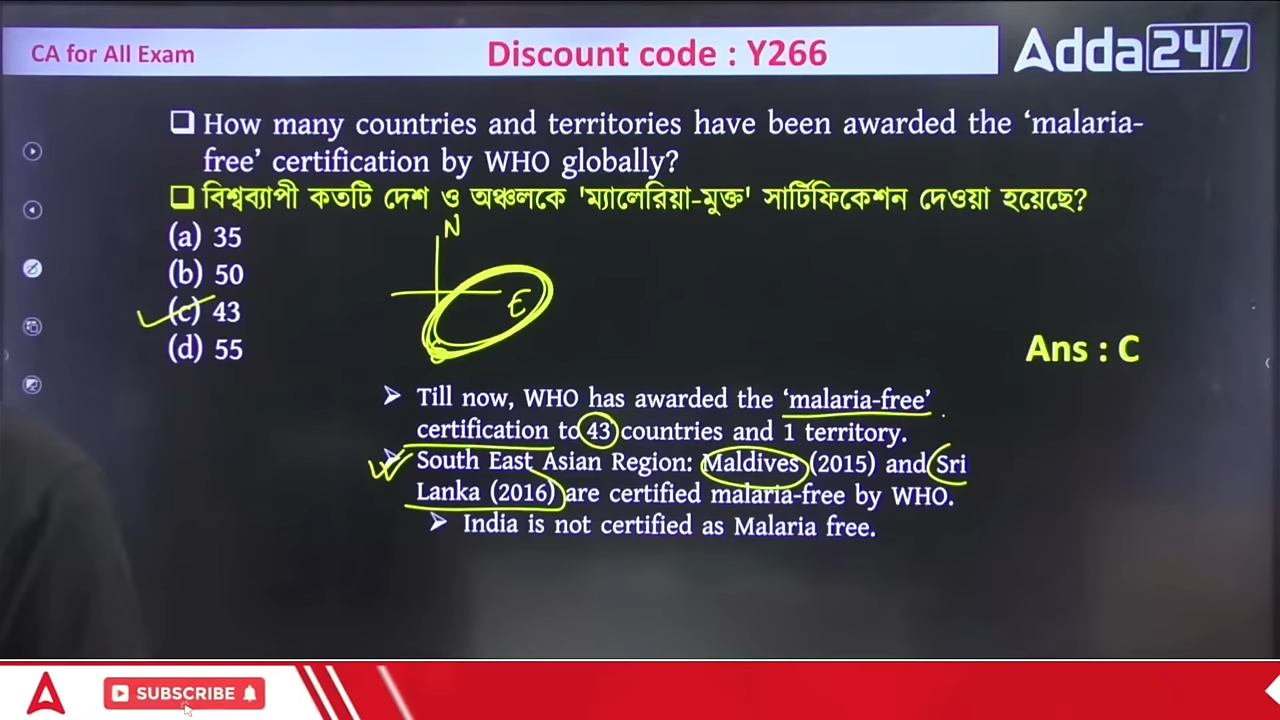 CA for All Exam
Discount code : Y266
Adda247
❑ How many countries and territories have been awarded the ‘malaria-
free’ certification by WHO globally?
❑ বিশ্বব্যাপী কতটি দেশ ও অঞ্চলকে 'ম্যালেরিয়া-মুক্ত' সার্টিফিকেশন দেওয়া হয়েছে?
(a) 35
(b) 50
(c) 43
(d) 55
N
E
Ans : C
➢ Till now, WHO has awarded the ‘malaria-free’
certification to 43 countries and 1 territory.
➢ South East Asian Region: Maldives (2015) and Sri
Lanka (2016) are certified malaria-free by WHO.
➢ India is not certified as Malaria free.
SUBSCRIBE